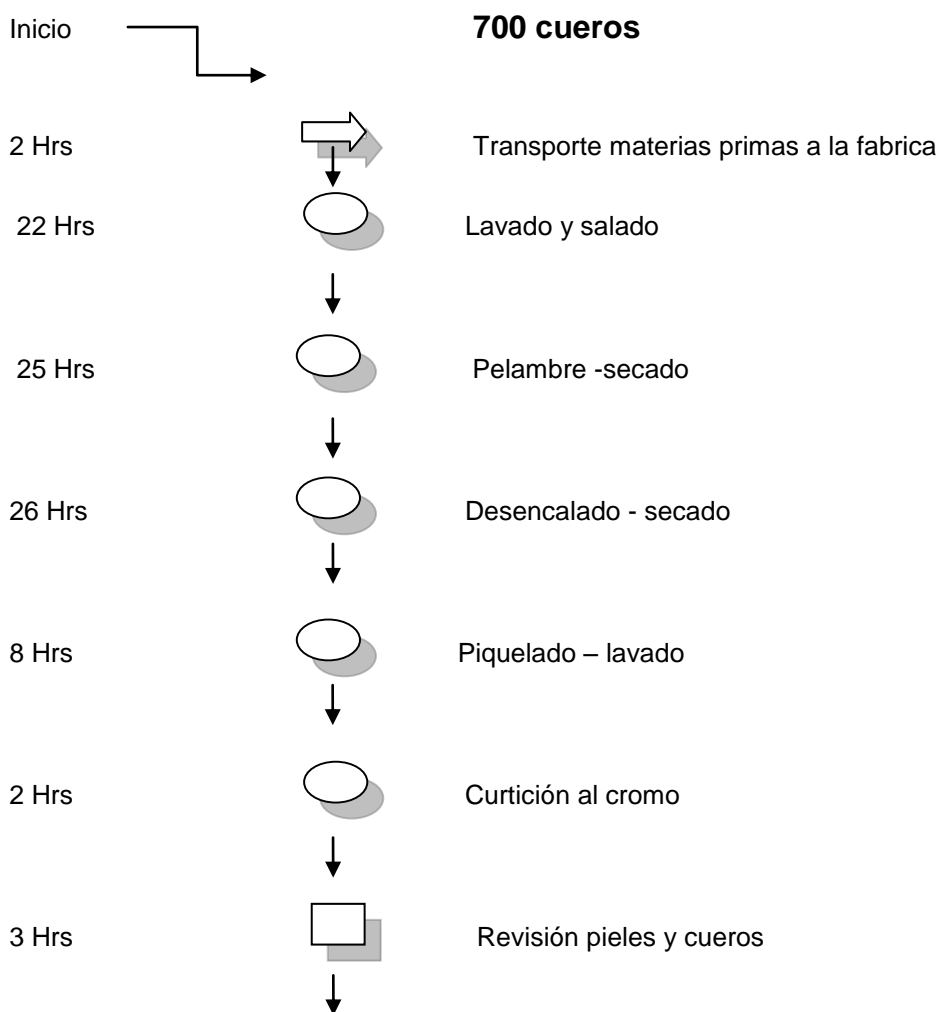 Inicio 700 cueros
2 Hrs Transporte materias primas a la fabrica
22 Hrs Lavado y salado
25 Hrs Pelambre -secado
26 Hrs Desencalado - secado
8 Hrs Piquelado – lavado
2 Hrs Curtición al cromo
3 Hrs Revisión pieles y cueros